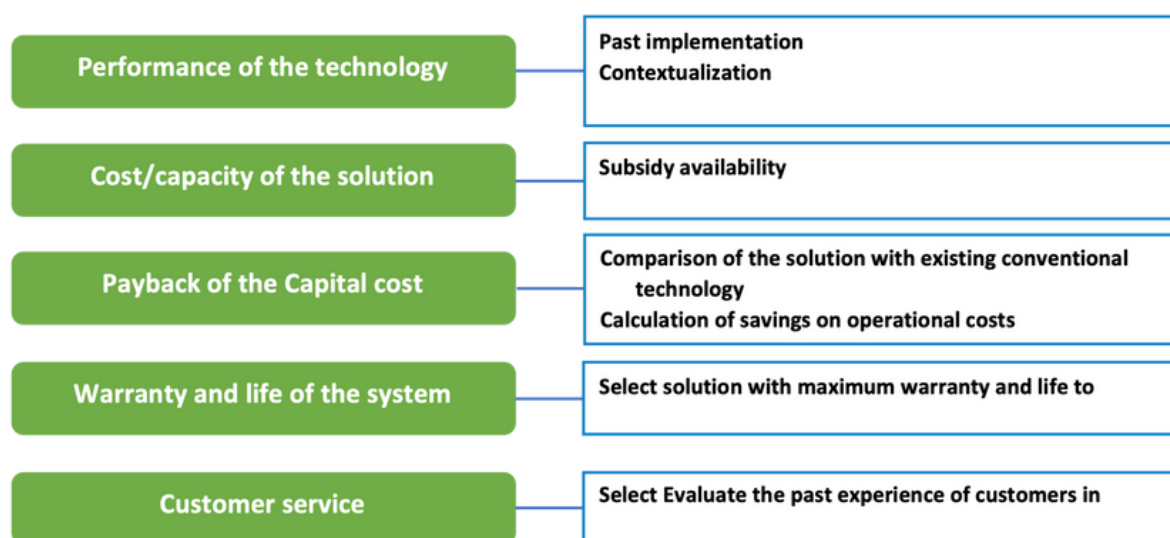 Performance of the technology
Past implementation
Contextualization
Cost/capacity of the solution
Subsidy availability
Payback of the Capital cost
Comparison of the solution with existing conventional
technology
Calculation of savings on operational costs
Warranty and life of the system
Select solution with maximum warranty and life to
Customer service
Select Evaluate the past experience of customers in